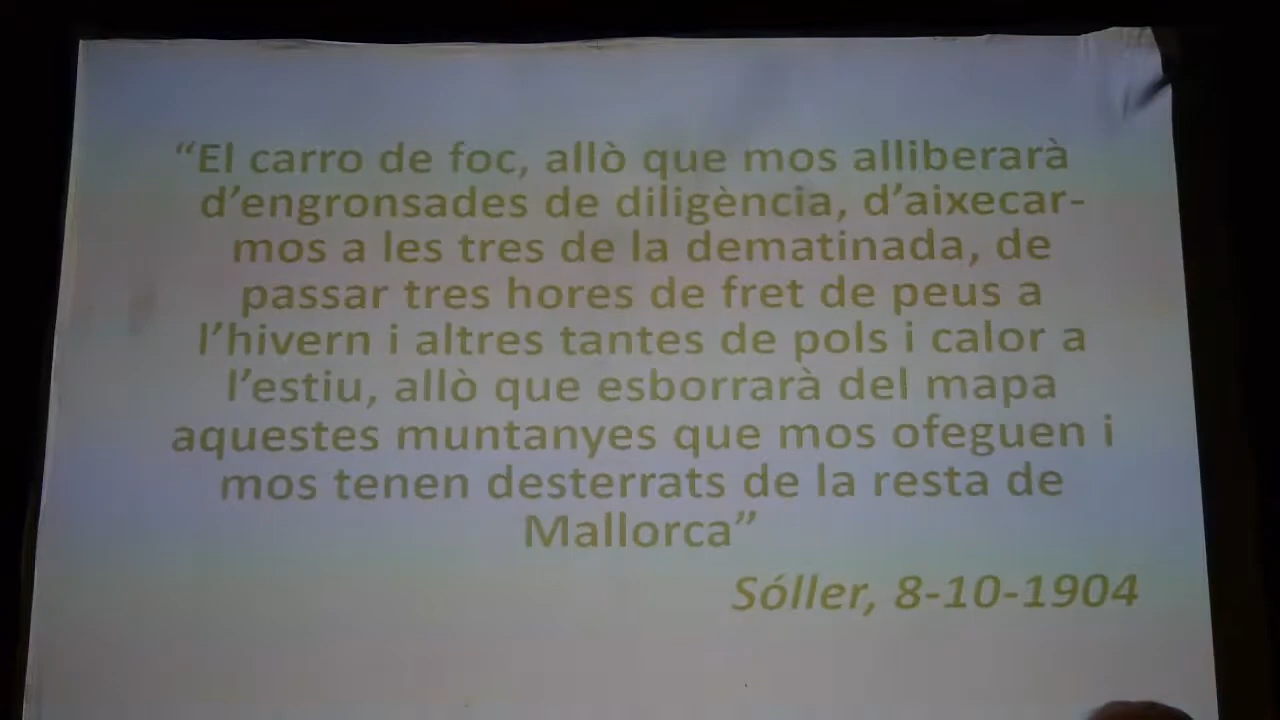 “El carro de foc, allò que mos alliberarà
d’engronsades de diligència, d’aixecar-
mos a les tres de la dematinada, de
passar tres hores de fret de peus a
l’hivern i altres tantes de pols i calor a
l’estiu, allò que esborrarà del mapa
aquestes muntanyes que mos ofeguen i
mos tenen desterrats de la resta de
Mallorca”
Sóller, 8-10-1904